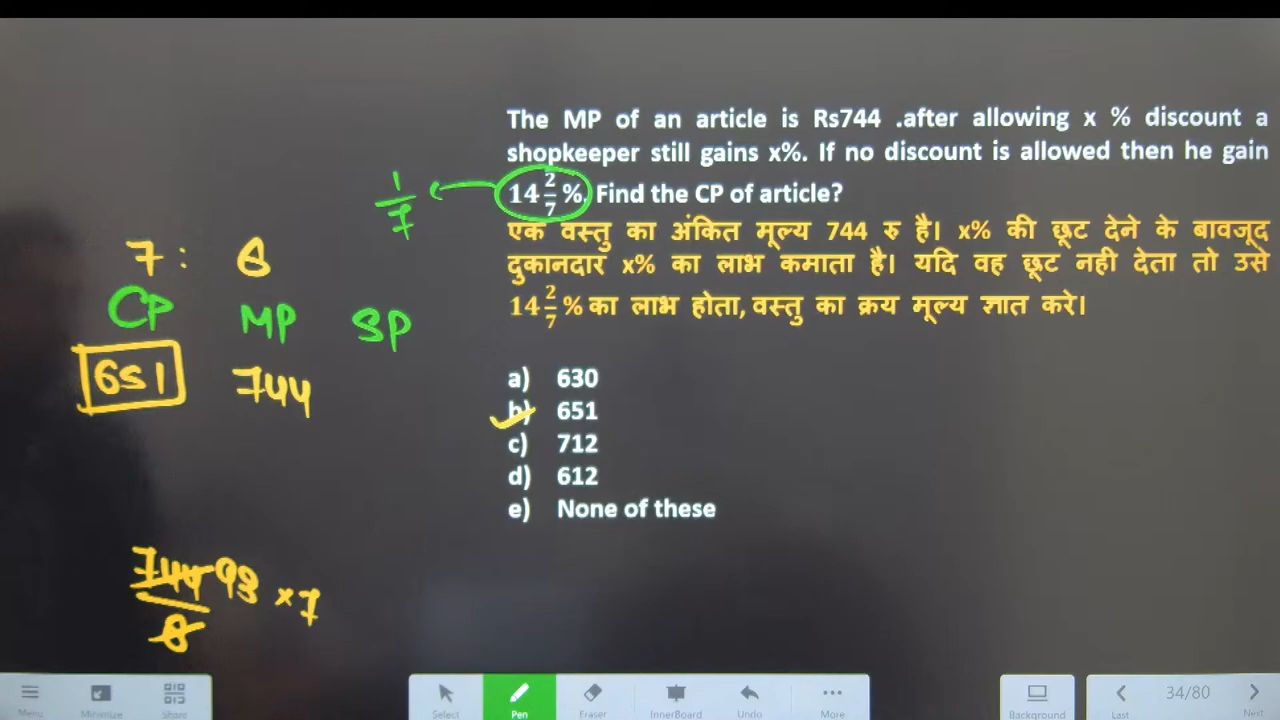 The MP of an article is Rs744 .after allowing x % discount a
shopkeeper still gains x%. If no discount is allowed then he gain
14 2/7 %. Find the CP of article?
एक वस्तु का अंकित मूल्य 744 रु है। x% की छूट देने के बावजूद
दुकानदार x% का लाभ कमाता है। यदि वह छूट नही देता तो उसे
14 2/7 % का लाभ होता, वस्तु का क्रय मूल्य ज्ञात करे।
a) 630
b) 651
c) 712
d) 612
e) None of these
1/7
7 : 8
CP MP SP
651 744
744/8 93 × 7
Menu
Minimize
Share
Select
Pen
Eraser
InnerBoard
Undo
More
Background
Last
34/80
Next